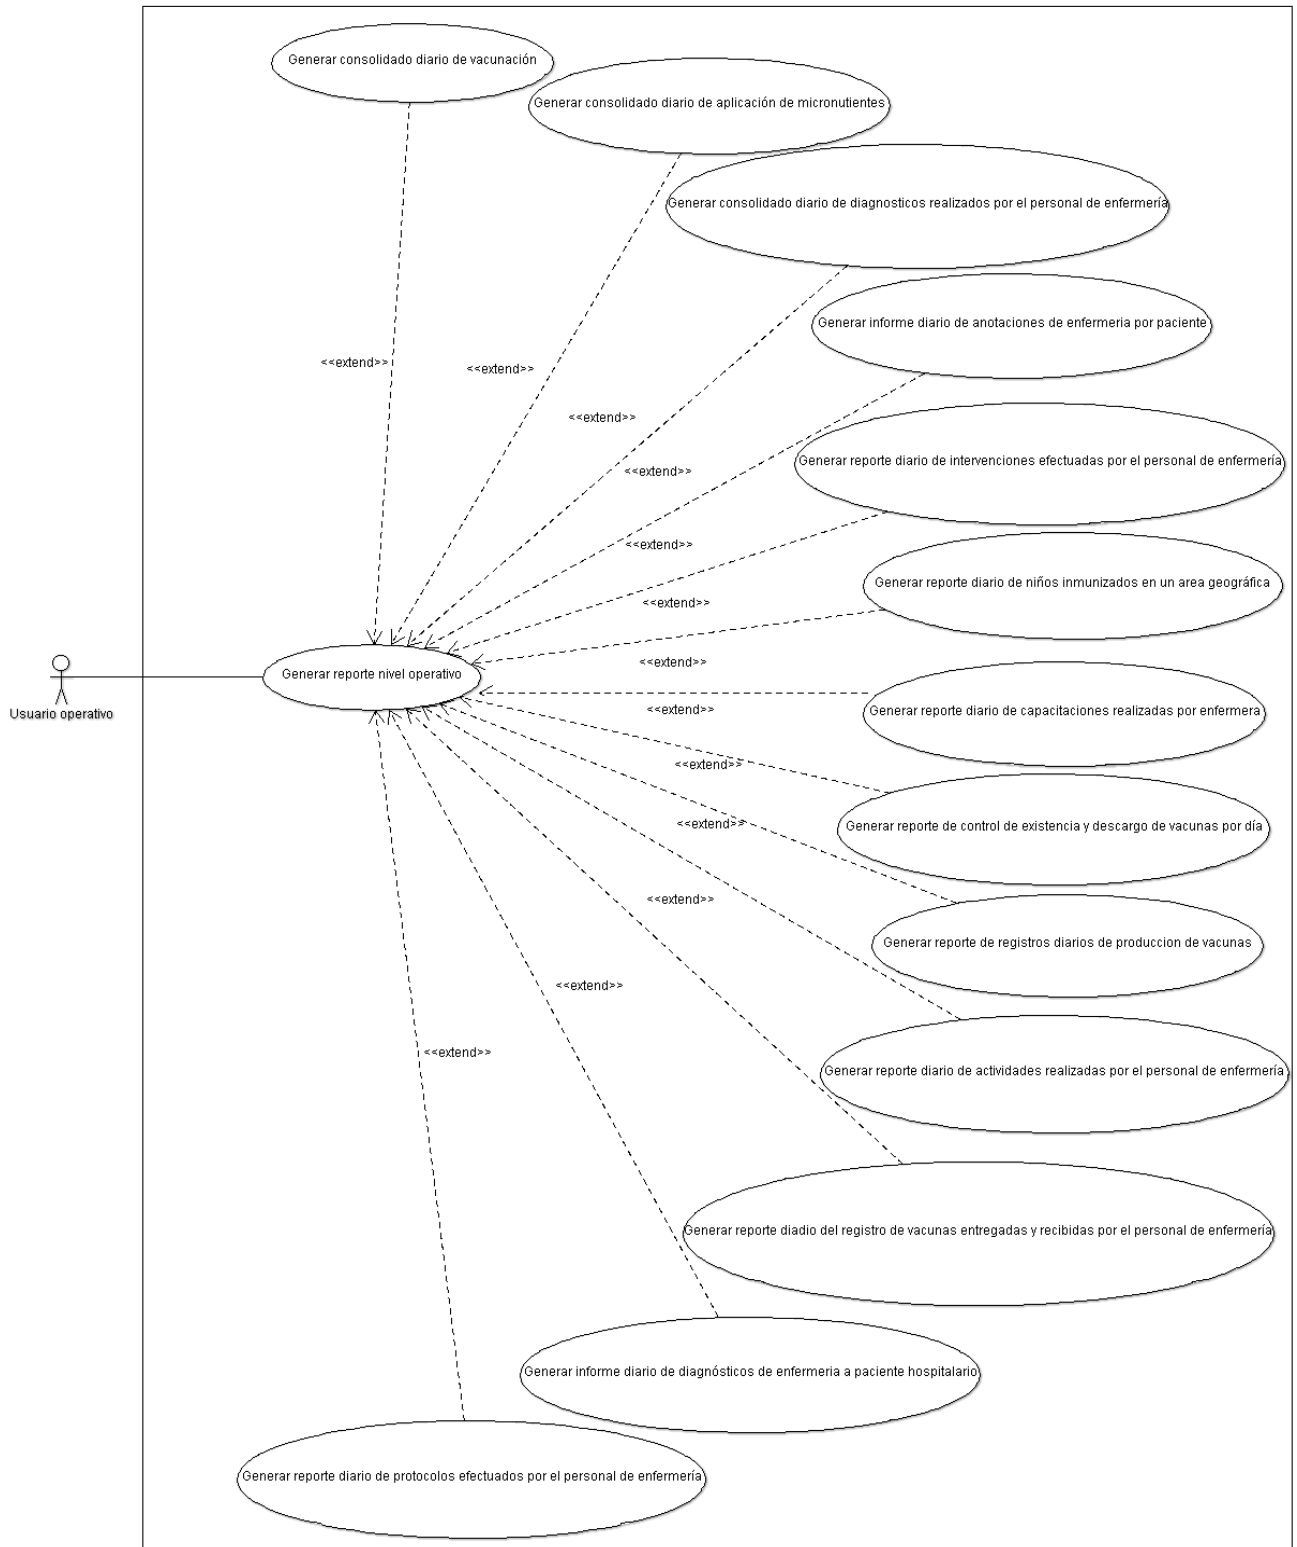 Generar consolidado diario de vacunación
Generar consolidado diario de aplicación de micronutientes
Generar consolidado diario de diagnosticos realizados por el personal de enfermería
Generar informe diario de anotaciones de enfermeria por paciente
<<extend>>
<<extend>>
<<extend>>
Generar reporte diario de intervenciones efectuadas por el personal de enfermería
<<extend>>
<<extend>>
Generar reporte diario de niños inmunizados en un area geográfica
<<extend>>
<<extend>>
Generar reporte nivel operativo
Usuario operativo
<<extend>>
Generar reporte diario de capacitaciones realizadas por enfermera
<<extend>>
<<extend>>
Generar reporte de control de existencia y descargo de vacunas por día
<<extend>>
Generar reporte de registros diarios de produccion de vacunas
<<extend>>
<<extend>>
Generar reporte diario de actividades realizadas por el personal de enfermería
Generar reporte diadio del registro de vacunas entregadas y recibidas por el personal de enfermería
Generar informe diario de diagnósticos de enfermeria a paciente hospitalario
Generar reporte diario de protocolos efectuados por el personal de enfermería